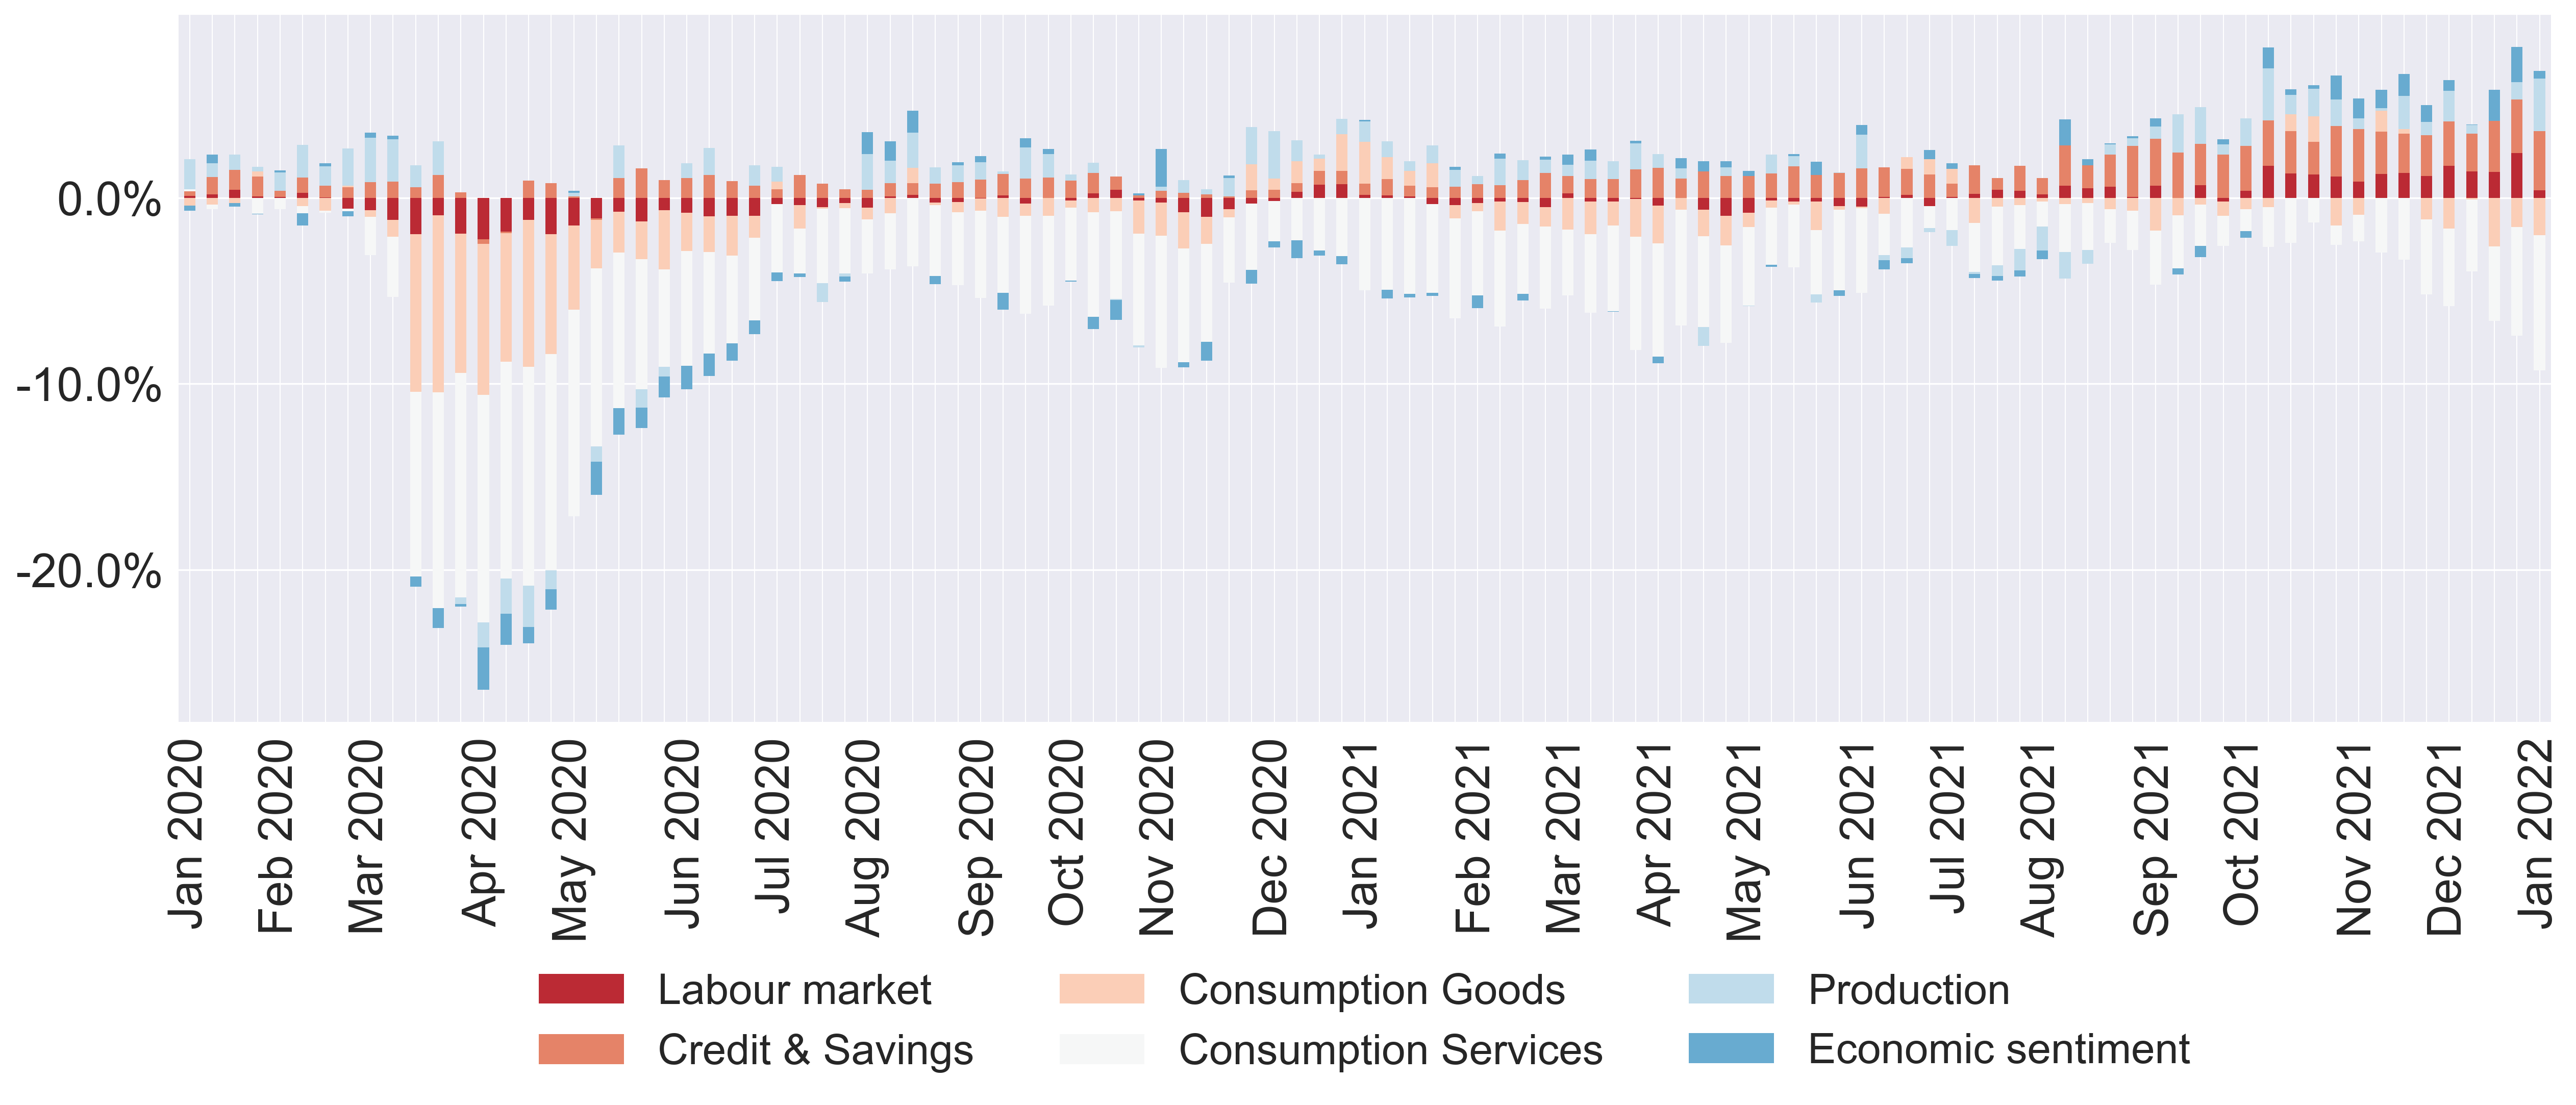 0.0%
-10.0%
-20.0%
Jan 2020
Feb 2020
Mar 2020
Apr 2020
May 2020
Jun 2020
Jul 2020
Aug 2020
Sep 2020
Oct 2020
Nov 2020
Dec 2020
Jan 2021
Feb 2021
Mar 2021
Apr 2021
May 2021
Jun 2021
Jul 2021
Aug 2021
Sep 2021
Oct 2021
Nov 2021
Dec 2021
Jan 2022
Labour market
Consumption Goods
Production
Credit & Savings
Consumption Services
Economic sentiment